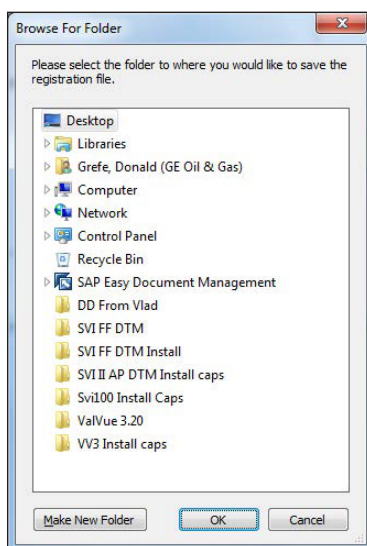 Browse For Folder
Please select the folder to where you would like to save the
registration file.
Desktop
Libraries
Grefe, Donald (GE Oil & Gas)
Computer
Network
Control Panel
Recycle Bin
SAP Easy Document Management
DD From Vlad
SVI FF DTM
SVI FF DTM Install
SVI II AP DTM Install caps
Svi100 Install Caps
ValVue 3.20
VV3 Install caps
Make New Folder OK Cancel